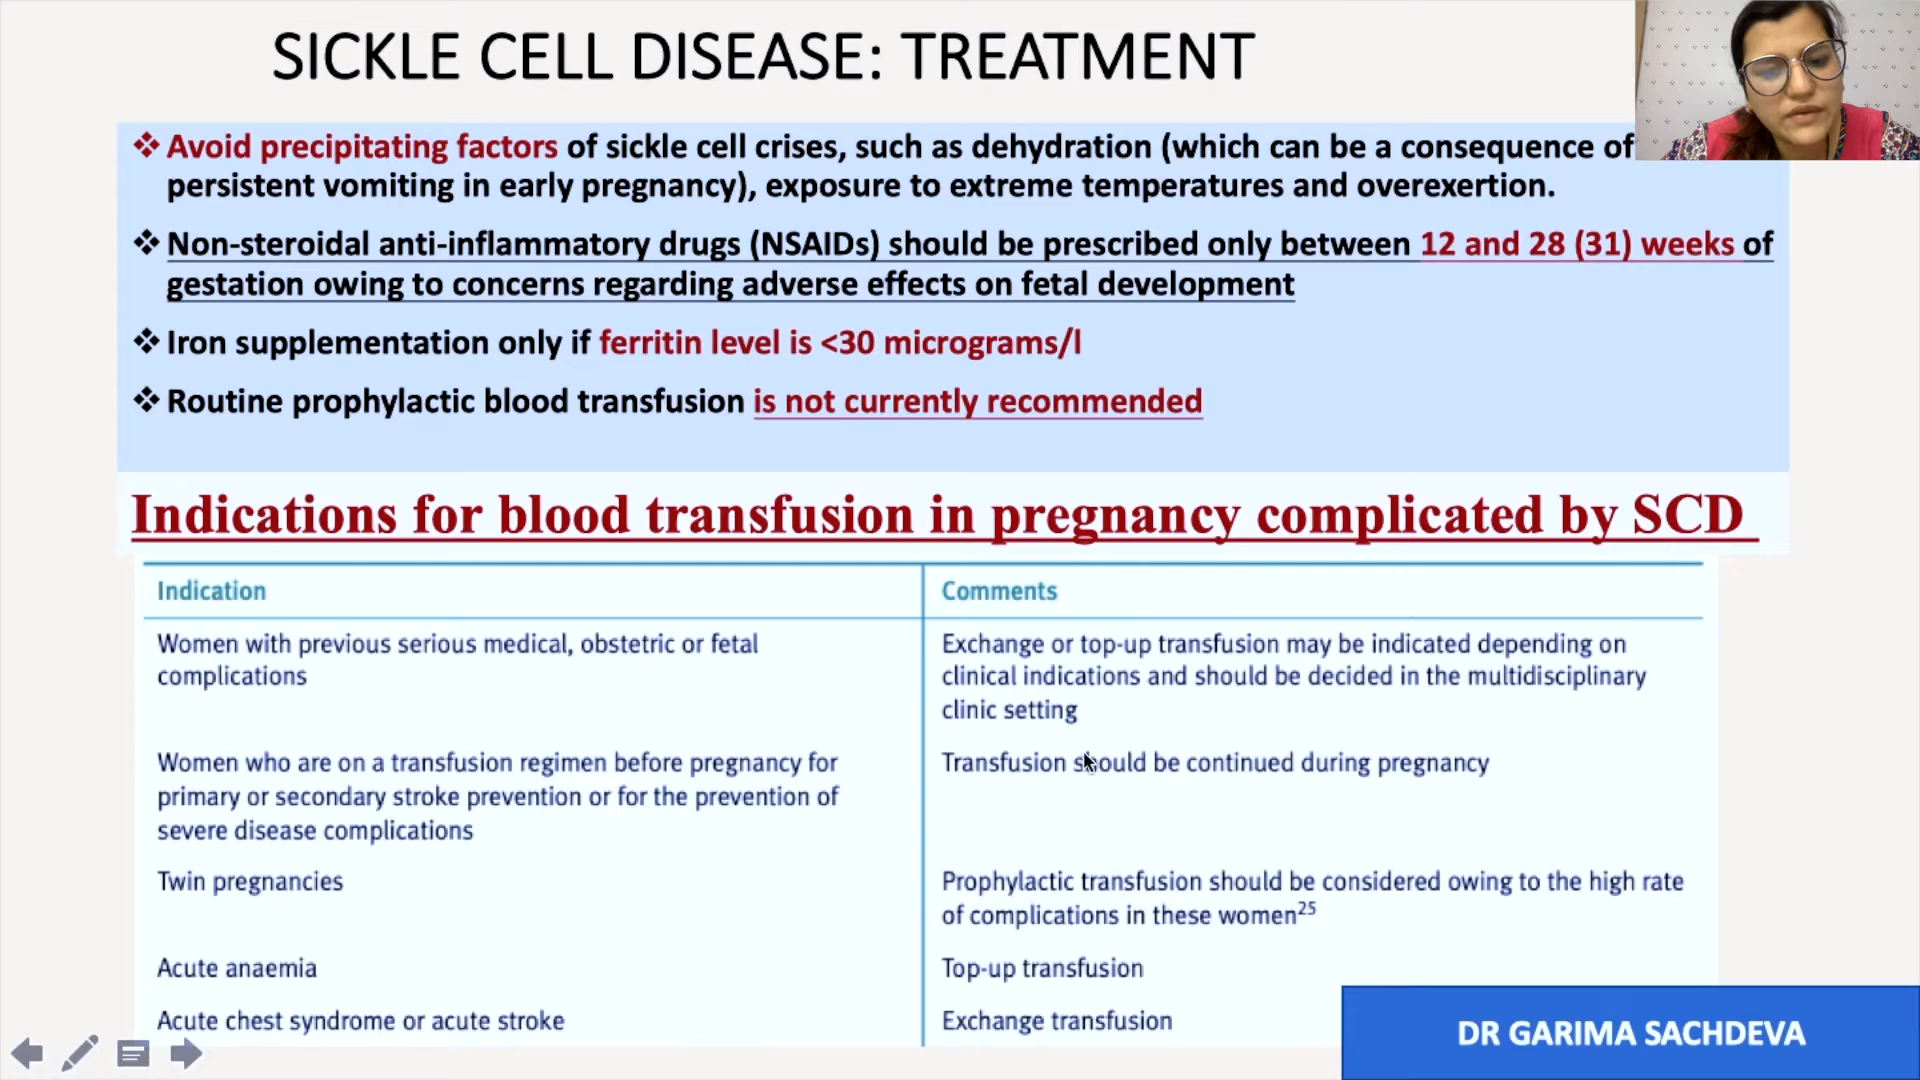 SICKLE CELL DISEASE: TREATMENT
❖ Avoid precipitating factors of sickle cell crises, such as dehydration (which can be a consequence of
persistent vomiting in early pregnancy), exposure to extreme temperatures and overexertion.
❖ Non-steroidal anti-inflammatory drugs (NSAIDs) should be prescribed only between 12 and 28 (31) weeks of
gestation owing to concerns regarding adverse effects on fetal development
❖ Iron supplementation only if ferritin level is <30 micrograms/l
❖ Routine prophylactic blood transfusion is not currently recommended
Indications for blood transfusion in pregnancy complicated by SCD
Indication
Comments
Women with previous serious medical, obstetric or fetal
complications
Exchange or top-up transfusion may be indicated depending on
clinical indications and should be decided in the multidisciplinary
clinic setting
Women who are on a transfusion regimen before pregnancy for
primary or secondary stroke prevention or for the prevention of
severe disease complications
Transfusion should be continued during pregnancy
Twin pregnancies
Prophylactic transfusion should be considered owing to the high rate
of complications in these women25
Acute anaemia
Top-up transfusion
Acute chest syndrome or acute stroke
Exchange transfusion
DR GARIMA SACHDEVA